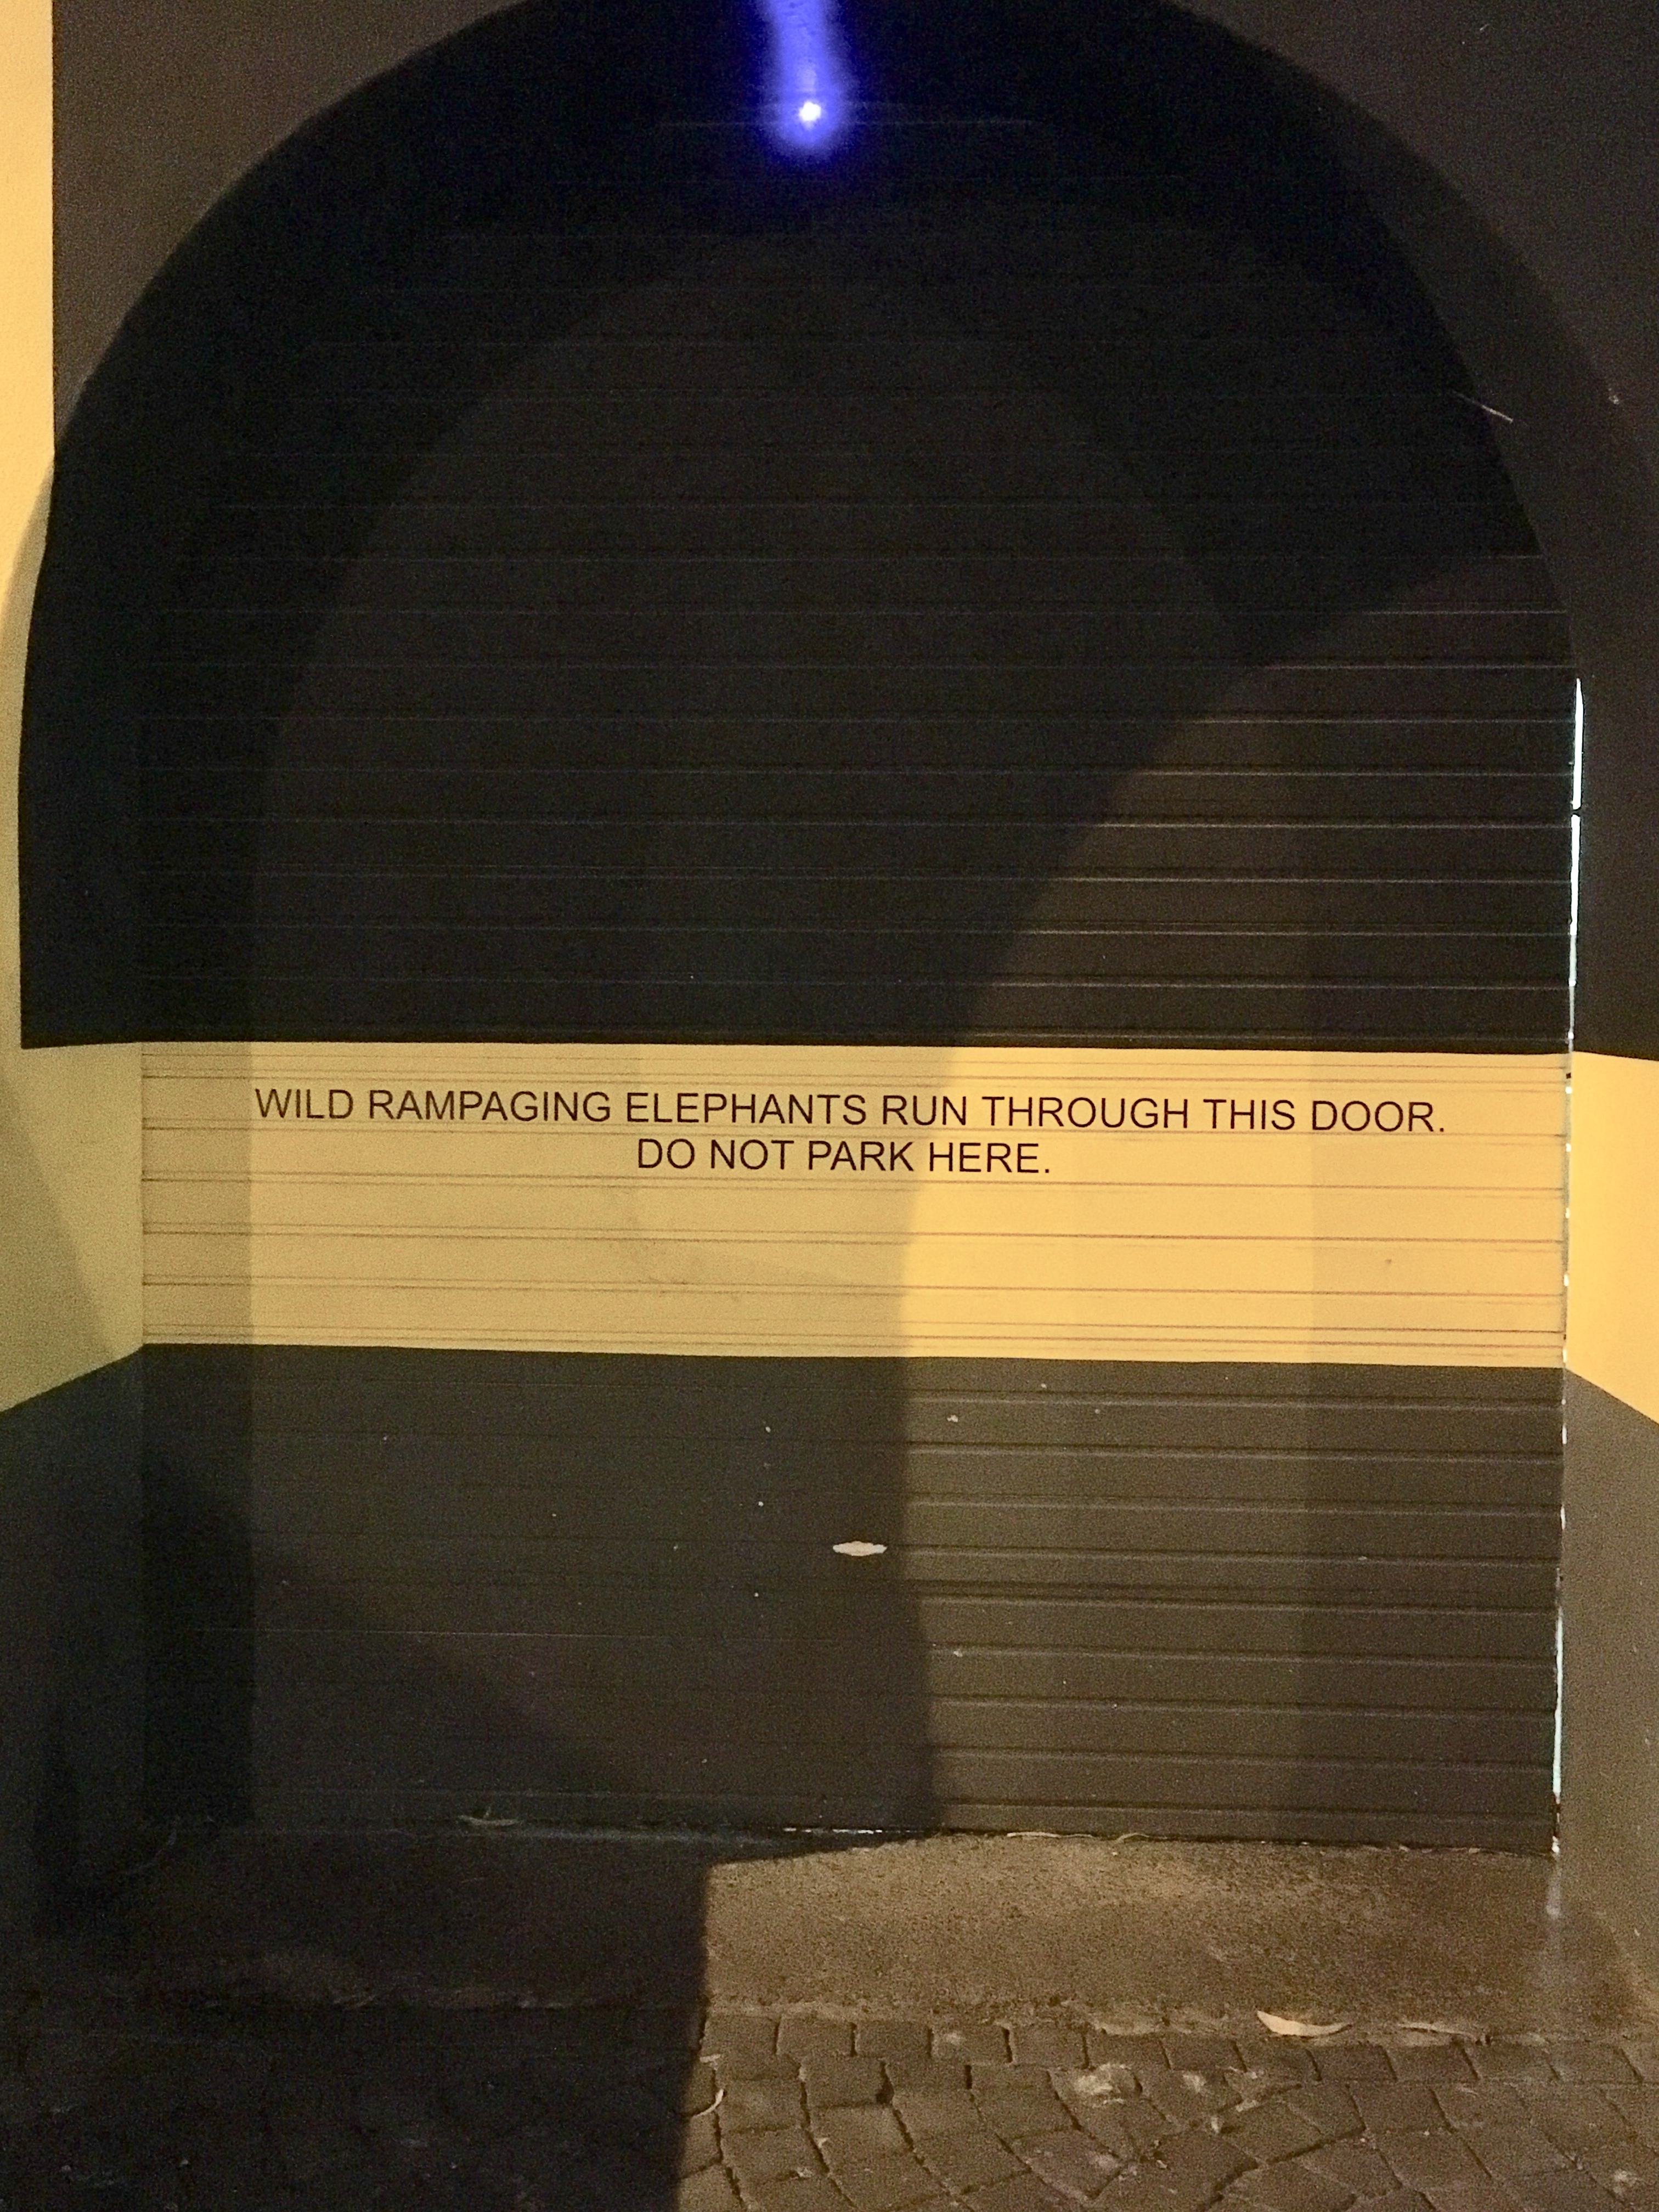 WILD RAMPAGING ELEPHANTS RUN THROUGH THIS DOOR.
DO NOT PARK HERE.